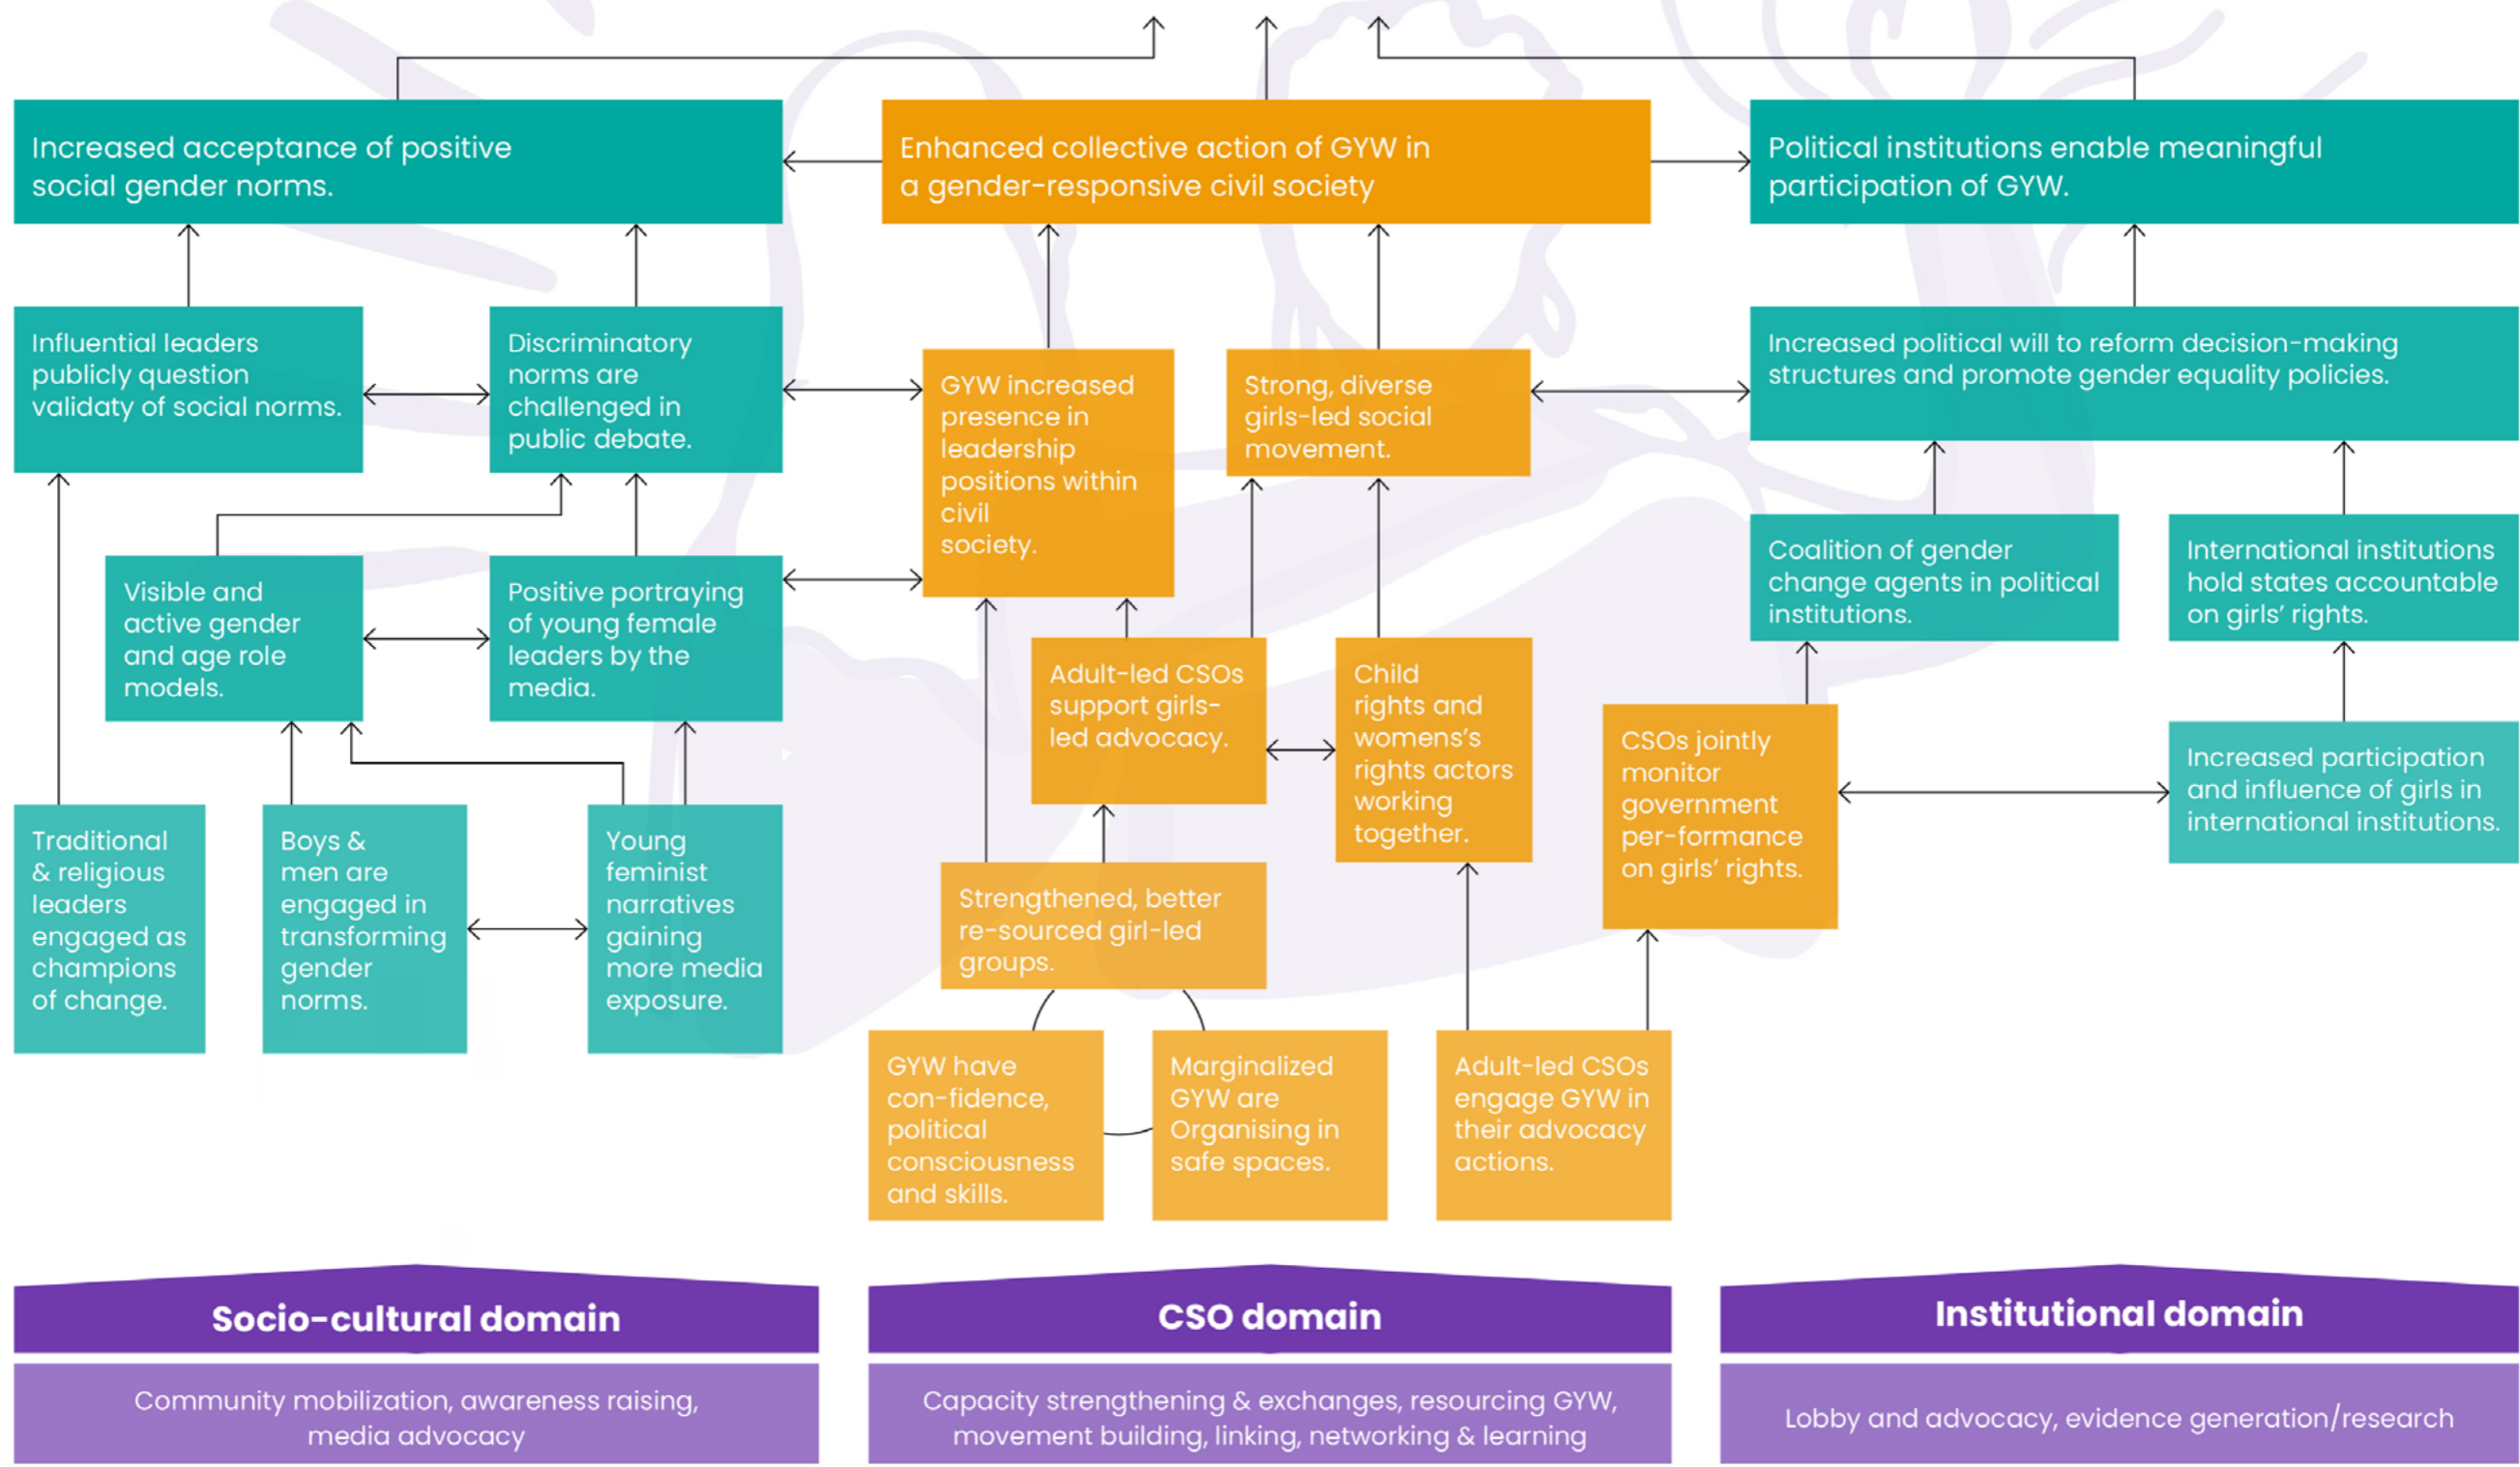 Increased acceptance of positive
social gender norms.
Enhanced collective action of GYW in
a gender-responsive civil society
Political institutions enable meaningful
participation of GYW.
Influential leaders
publicly question
validaty of social norms.
Discriminatory
norms are
challenged in
public debate.
GYW increased
presence in
leadership
positions within
civil
society.
Strong, diverse
girls-led social
movement.
Increased political will to reform decision-making
structures and promote gender equality policies.
Visible and
active gender
and age role
models.
Positive portraying
of young female
leaders by the
media.
Coalition of gender
change agents in political
institutions.
International institutions
hold states accountable
on girls’ rights.
Adult-led CSOs
support girls-
led advocacy.
Child
rights and
womens’s
rights actors
working
together.
CSOs jointly
monitor
government
per-formance
on girls’ rights.
Increased participation
and influence of girls in
international institutions.
Traditional
& religious
leaders
engaged as
champions
of change.
Boys &
men are
engaged in
transforming
gender
norms.
Young
feminist
narratives
gaining
more media
exposure.
Strengthened, better
re-sourced girl-led
groups.
GYW have
con-fidence,
political
consciousness
and skills.
Marginalized
GYW are
Organising in
safe spaces.
Adult-led CSOs
engage GYW in
their advocacy
actions.
Socio-cultural domain
Community mobilization, awareness raising,
media advocacy
CSO domain
Capacity strengthening & exchanges, resourcing GYW,
movement building, linking, networking & learning
Institutional domain
Lobby and advocacy, evidence generation/research